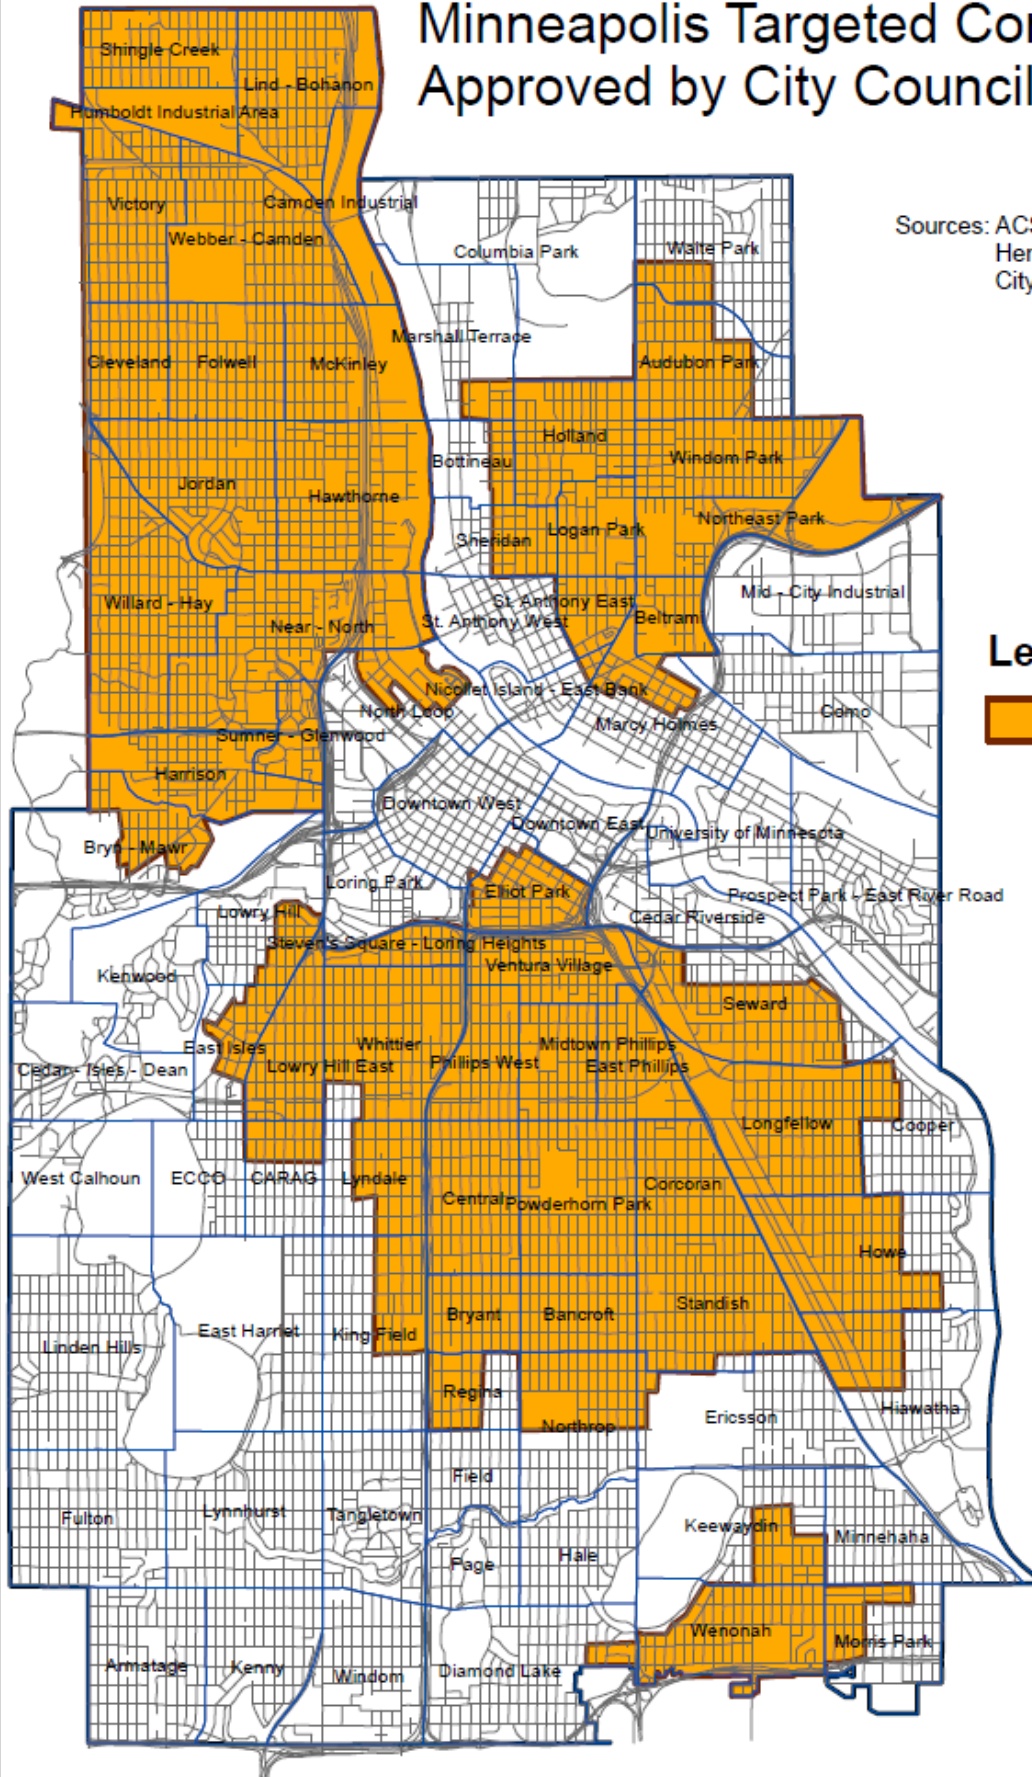 Minneapolis Targeted Co
Approved by City Council
Shingle Creek
Lind - Bohanon
Humboldt Industrial Area
Victory
Camden Industrial
Webber - Camden
Columbia Park
Waite Park
Sources: ACS
Her
City
Marshall Terrace
Cleveland
Folwell
McKinley
Audubon Park
Holland
Bottineau
Windom Park
Jordan
Hawthorne
Northeast Park
Logan Park
Sheridan
Mid - City Industrial
Willard - Hay
St. Anthony East
Near - North
St. Anthony West
Beltrami
Le
Nicollet Island - East Bank
North Loop
Marcy Holmes
Como
Sumner - Glenwood
Harrison
Downtown West
Downtown East
University of Minnesota
Bryn - Mawr
Loring Park
Elliot Park
Prospect Park - East River Road
Lowry Hill
Cedar Riverside
Steven's Square - Loring Heights
Ventura Village
Kenwood
Seward
East Isles
Whittier
Midtown Phillips
Cedar - Isles - Dean
Lowry Hill East
Phillips West
East Phillips
Longfellow
Cooper
West Calhoun
ECCO
CARAG
Lyndale
Corcoran
Central
Powderhorn Park
Howe
Standish
Bryant
Bancroft
East Harriet
King Field
Linden Hills
Regina
Hiawatha
Ericsson
Northrop
Field
Fulton
Lynnhurst
Tangletown
Keewaydin
Minnehaha
Page
Hale
Wenonah
Morris Park
Armatage
Kenny
Windom
Diamond Lake